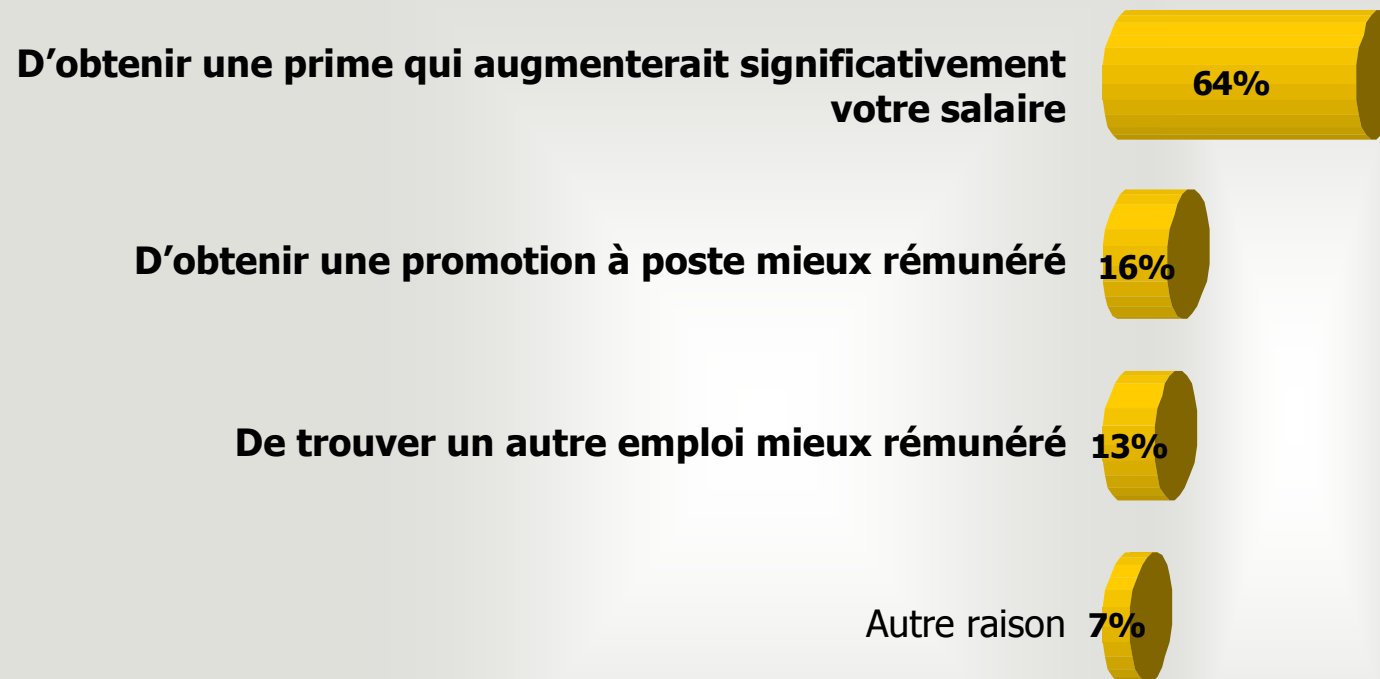 D’obtenir une prime qui augmenterait significativement
votre salaire
64%
D’obtenir une promotion à poste mieux rémunéré
16%
De trouver un autre emploi mieux rémunéré
13%
Autre raison
7%